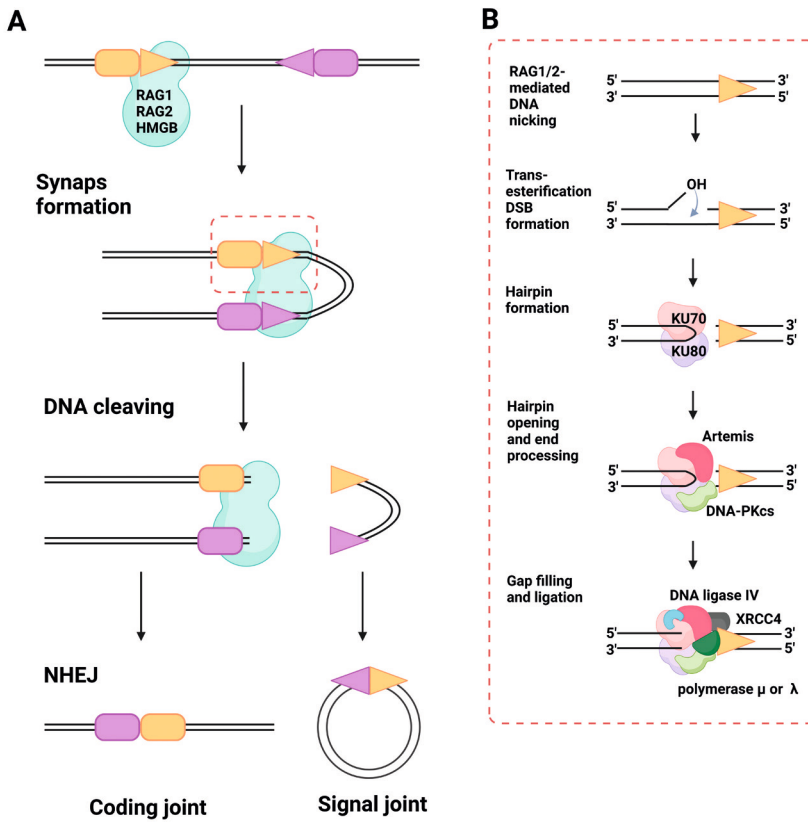 A
RAG1
RAG2
HMGB
Synaps
formation
DNA cleaving
NHEJ
Coding joint
Signal joint
B
RAG1/2-
mediated
DNA
nicking
5' 3'
3' 5'
Trans-
esterification
DSB
formation
OH
5' 3'
3' 5'
Hairpin
formation
KU70
5' 3'
3' 5'
KU80
Hairpin
opening
and end
processing
Artemis
5' 3'
3' 5'
DNA-PKcs
Gap filling
and ligation
DNA ligase IV
XRCC4
5' 3'
3' 5'
polymerase μ or λ